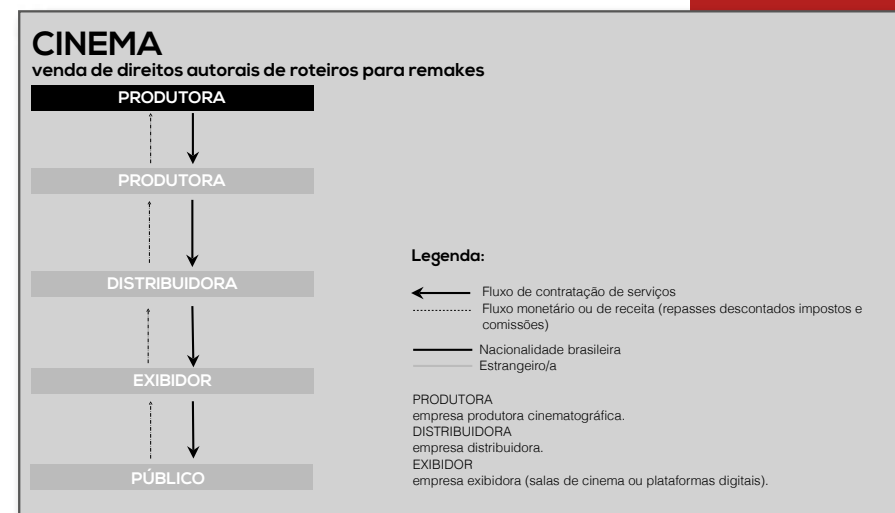 CINEMA
venda de direitos autorais de roteiros para remakes
PRODUTORA
PRODUTORA
DISTRIBUIDORA
EXIBIDOR
PÚBLICO
Legenda:
Fluxo de contratação de serviços
Fluxo monetário ou de receita (repasses descontados impostos e
comissões)
Nacionalidade brasileira
Estrangeiro/a
PRODUTORA
empresa produtora cinematográfica.
DISTRIBUIDORA
empresa distribuidora.
EXIBIDOR
empresa exibidora (salas de cinema ou plataformas digitais).